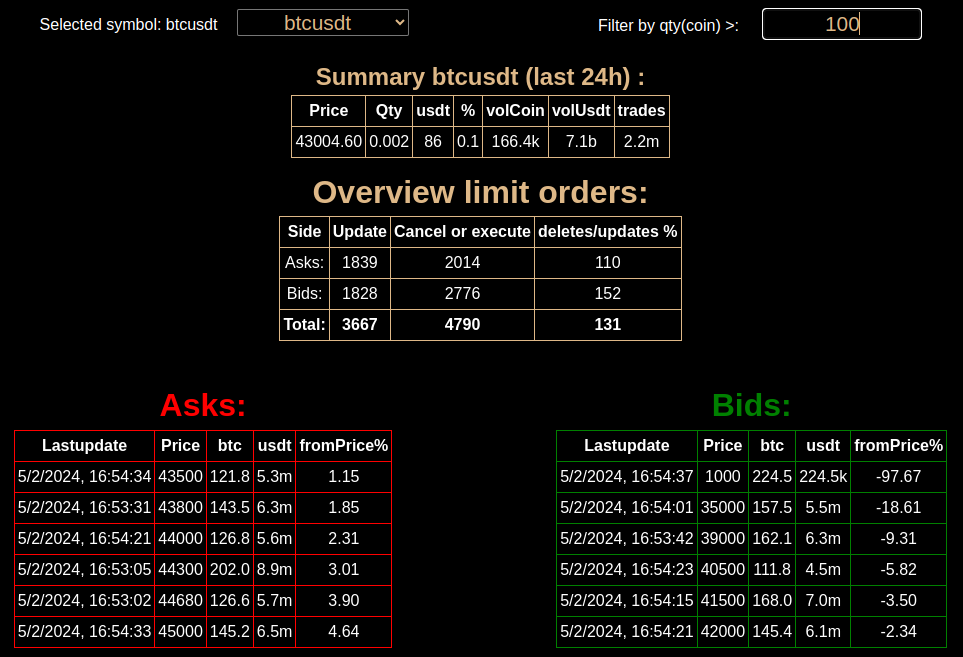 Selected symbol: btcusdt btcusdt Filter by qty(coin) >: 100
Summary btcusdt (last 24h) :
Price Qty usdt % volCoin volUsdt trades
43004.60 0.002 86 0.1 166.4k 7.1b 2.2m
Overview limit orders:
Side Update Cancel or execute deletes/updates %
Asks: 1839 2014 110
Bids: 1828 2776 152
Total: 3667 4790 131
Asks:
Lastupdate Price btc usdt fromPrice%
5/2/2024, 16:54:34 43500 121.8 5.3m 1.15
5/2/2024, 16:53:31 43800 143.5 6.3m 1.85
5/2/2024, 16:54:21 44000 126.8 5.6m 2.31
5/2/2024, 16:53:05 44300 202.0 8.9m 3.01
5/2/2024, 16:53:02 44680 126.6 5.7m 3.90
5/2/2024, 16:54:33 45000 145.2 6.5m 4.64
Bids:
Lastupdate Price btc usdt fromPrice%
5/2/2024, 16:54:37 1000 224.5 224.5k -97.67
5/2/2024, 16:54:01 35000 157.5 5.5m -18.61
5/2/2024, 16:53:42 39000 162.1 6.3m -9.31
5/2/2024, 16:54:23 40500 111.8 4.5m -5.82
5/2/2024, 16:54:15 41500 168.0 7.0m -3.50
5/2/2024, 16:54:21 42000 145.4 6.1m -2.34